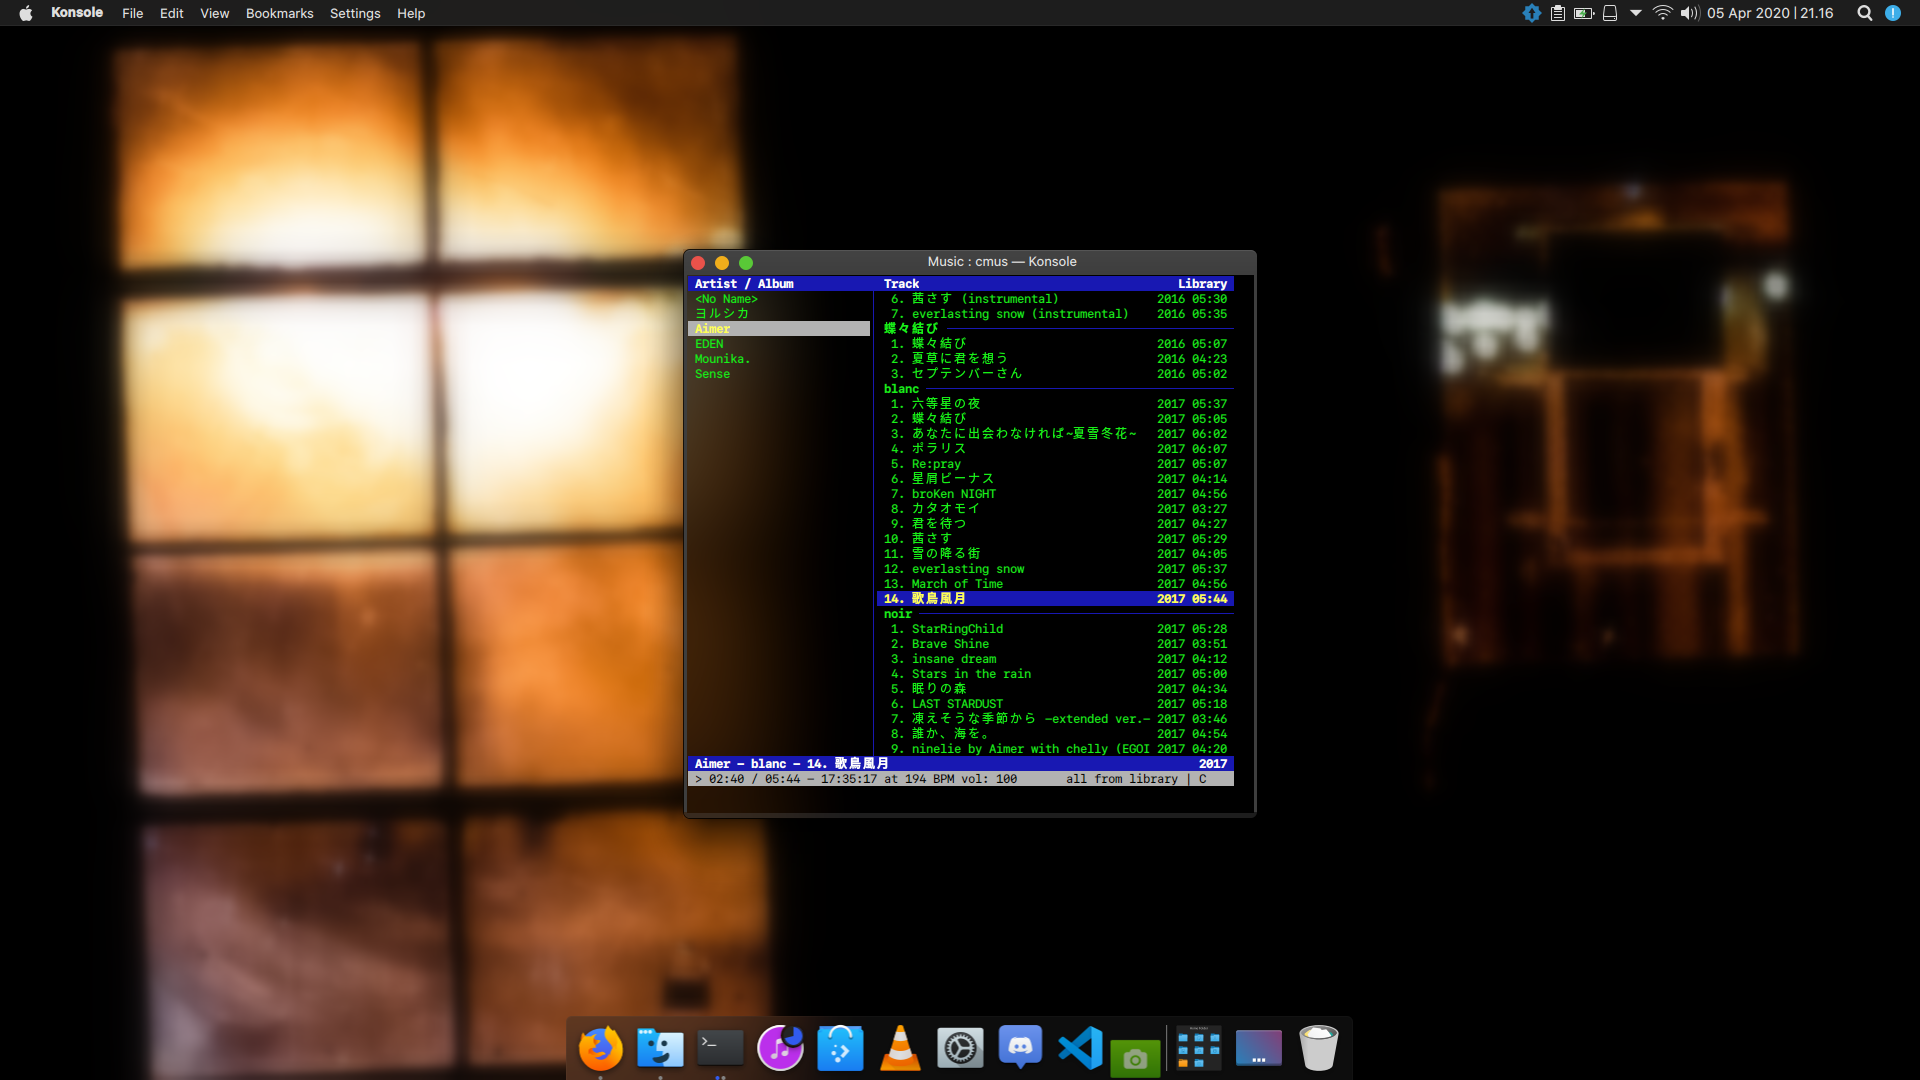 Konsole File Edit View Bookmarks Settings Help 05 Apr 2020 | 21.16
Music : cmus — Konsole
Artist / Album Track Library
<No Name> 6. 茜さす (instrumental) 2016 05:30
ヨルシカ 7. everlasting snow (instrumental) 2016 05:35
Aimer 蝶々結び
EDEN 1. 蝶々結び 2016 05:07
Mounika. 2. 夏草に君を想う 2016 04:23
Sense 3. セプテンバーさん 2016 05:02
blanc
1. 六等星の夜 2017 05:37
2. 蝶々結び 2017 05:05
3. あなたに出会わなければ~夏雪冬花~ 2017 06:02
4. ポラリス 2017 06:07
5. Re:pray 2017 05:07
6. 星屑ビーナス 2017 04:14
7. broKen NIGHT 2017 04:56
8. カタオモイ 2017 03:27
9. 君を待つ 2017 04:27
10. 茜さす 2017 05:29
11. 雪の降る街 2017 04:05
12. everlasting snow 2017 05:37
13. March of Time 2017 04:56
14. 歌鳥風月 2017 05:44
noir
1. StarRingChild 2017 05:28
2. Brave Shine 2017 03:51
3. insane dream 2017 04:12
4. Stars in the rain 2017 05:00
5. 眠りの森 2017 04:34
6. LAST STARDUST 2017 05:18
7. 凍えそうな季節から −extended ver.− 2017 03:46
8. 誰か、海を。 2017 04:54
9. ninelie by Aimer with chelly (EGOI 2017 04:20
Aimer − blanc − 14. 歌鳥風月 2017
> 02:40 / 05:44 − 17:35:17 at 194 BPM vol: 100 all from library | C